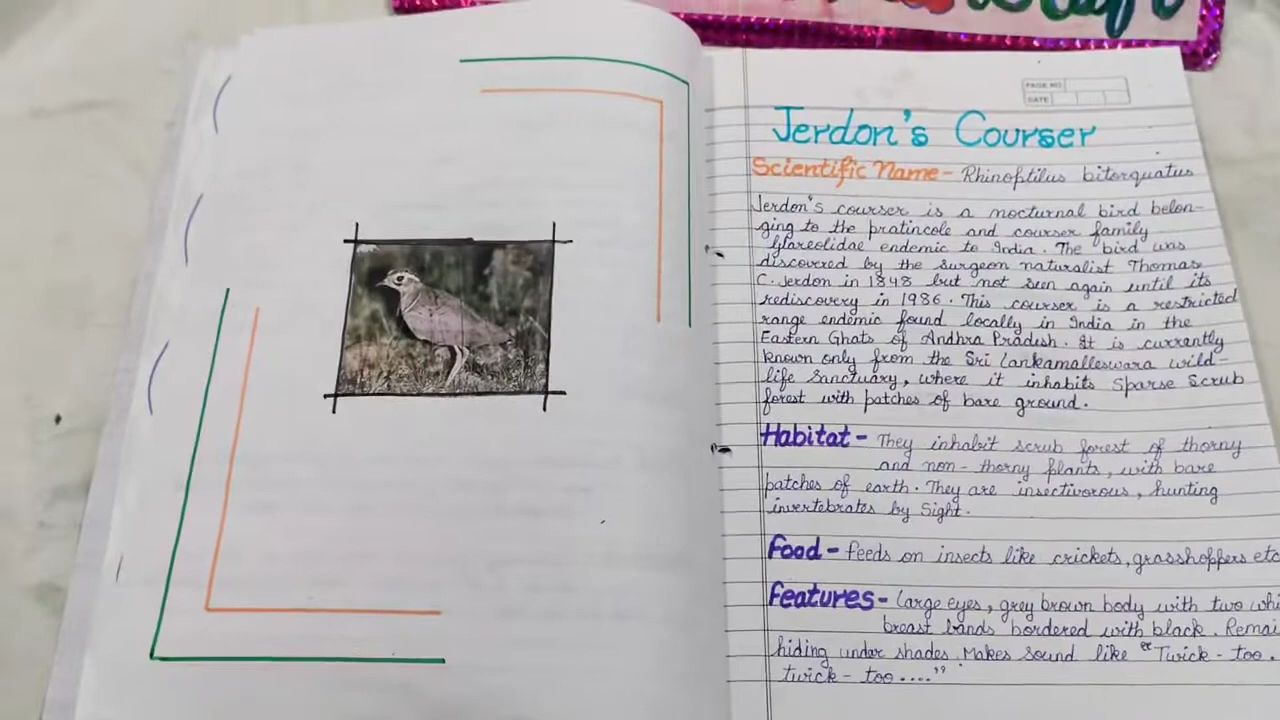 PAGE NO
DATE
Jerdon's Courser
Scientific Name - Rhinoptilus bitorquatus
Jerdon's courser is a nocturnal bird belon-
ging to the pratincole and courser family
Glareolidae endemic to India. The bird was
discovered by the surgeon naturalist Thomas
C. Jerdon in 1848 but not seen again until its
rediscovery in 1986. This courser is a restricted
range endemic found locally in India in the
Eastern Ghats of Andhra Pradesh. It is currently
known only from the Sri Lankamalleswara wild-
life Sanctuary, where it inhabits Sparse Scrub
forest with patches of bare ground.
Habitat - They inhabit scrub forest of thorny
and non-thorny plants, with bare
patches of earth. They are insectivorous, hunting
invertebrates by Sight.
Food - Feeds on insects like crickets, grasshoppers etc
Features - Large eyes, grey brown body with two whi
breast bands bordered with black. Remai
hiding under shades. Makes Sound like "Twick-too.
twick-too...."